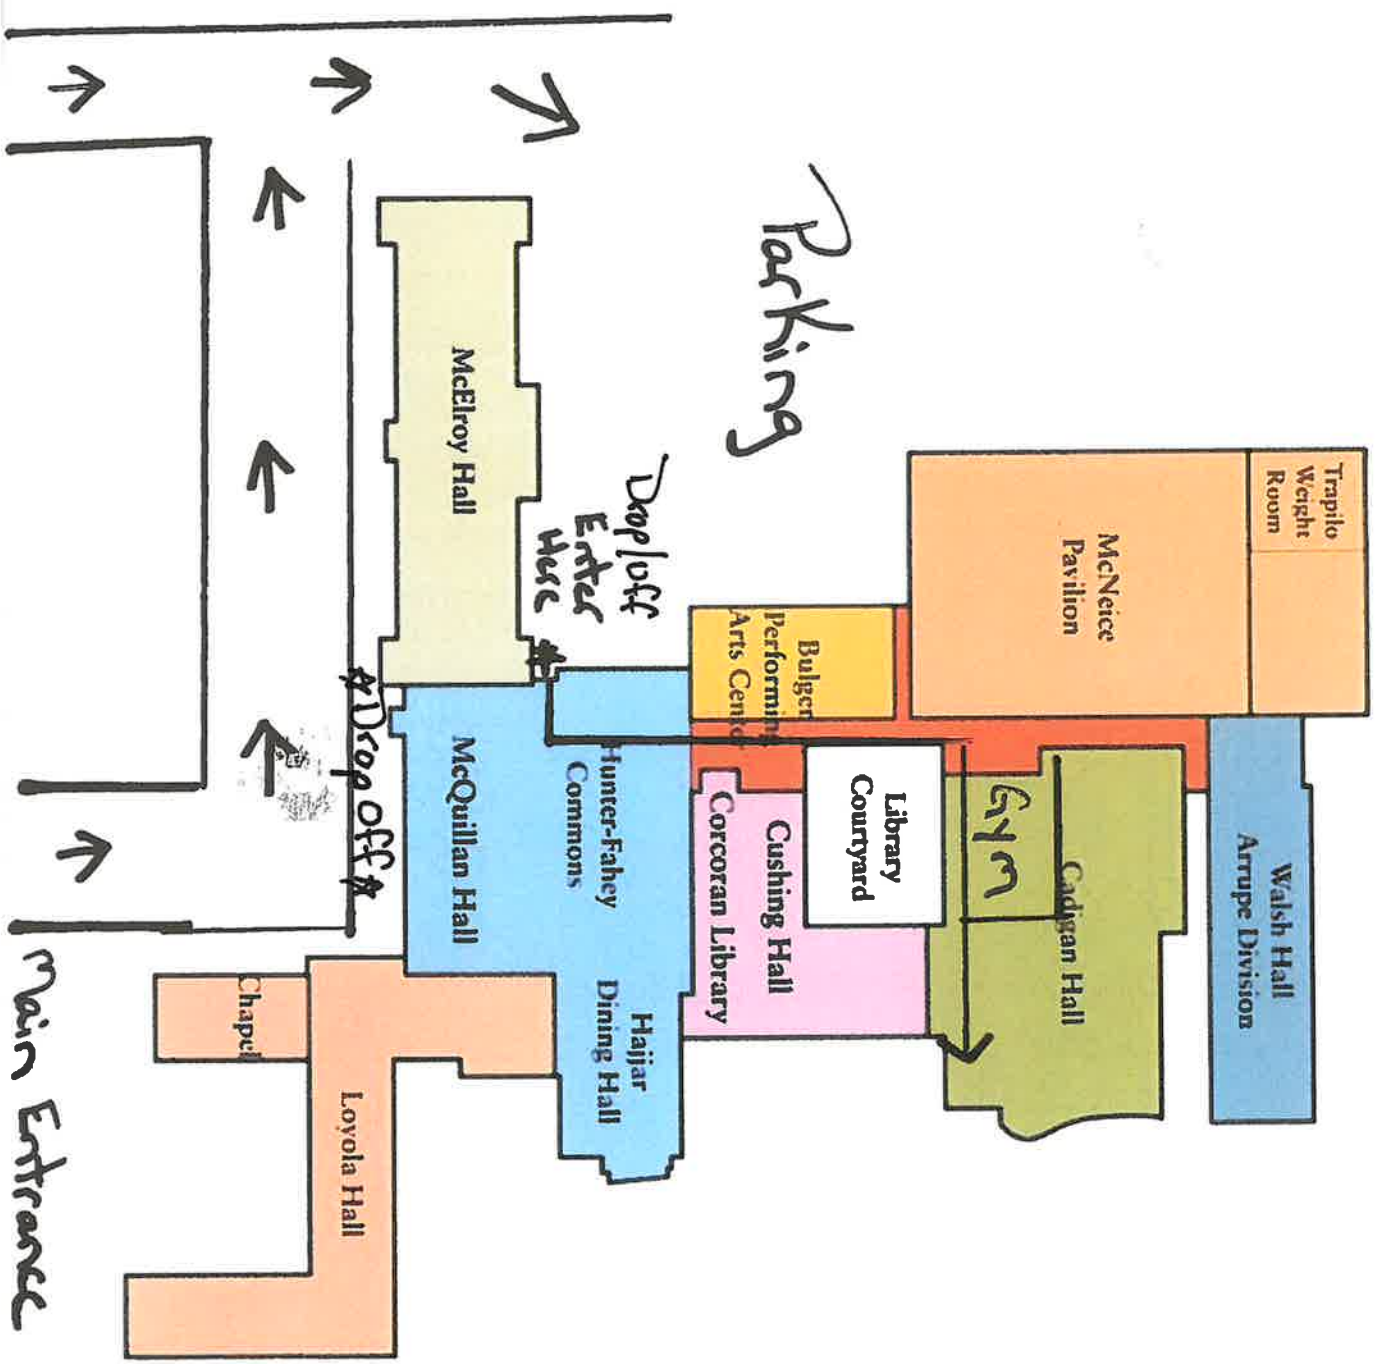 Parking
Trapilo
Weight
Room
McNeice
Pavilion
McElroy Hall
Drop/off
Enter
Here
*
Bulger
Performing
Arts Center
Library
Courtyard
Gym
Cadigan Hall
Walsh Hall
Arrupe Division
*Drop Off*
McQuillan Hall
Hunter-Fahey
Commons
Cushing Hall
Corcoran Library
Hajjar
Dining Hall
Chapel
Loyola Hall
Main Entrance